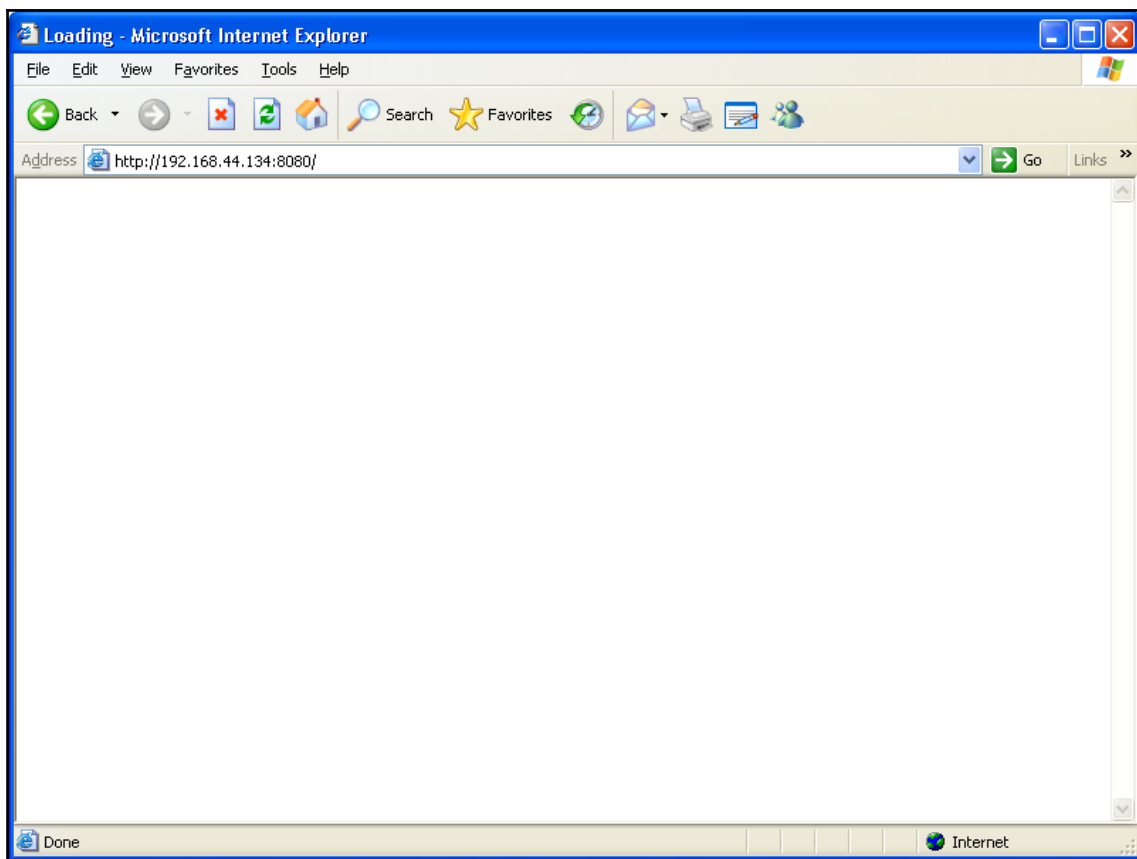 Loading - Microsoft Internet Explorer
File Edit View Favorites Tools Help
Back Search Favorites
Address http://192.168.44.134:8080/ Go Links »
Done Internet